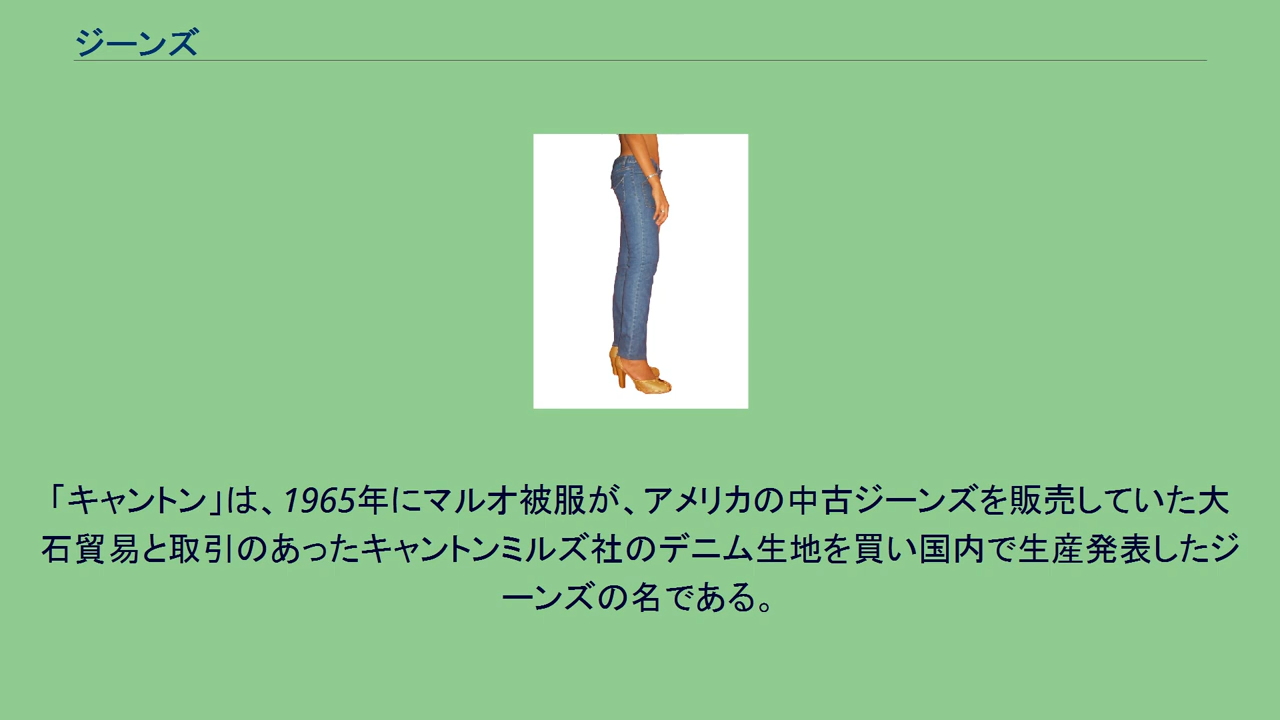 ジーンズ
「キャントン」は、1965年にマルオ被服が、アメリカの中古ジーンズを販売していた大
石貿易と取引のあったキャントンミルズ社のデニム生地を買い国内で生産発表したジ
ーンズの名である。